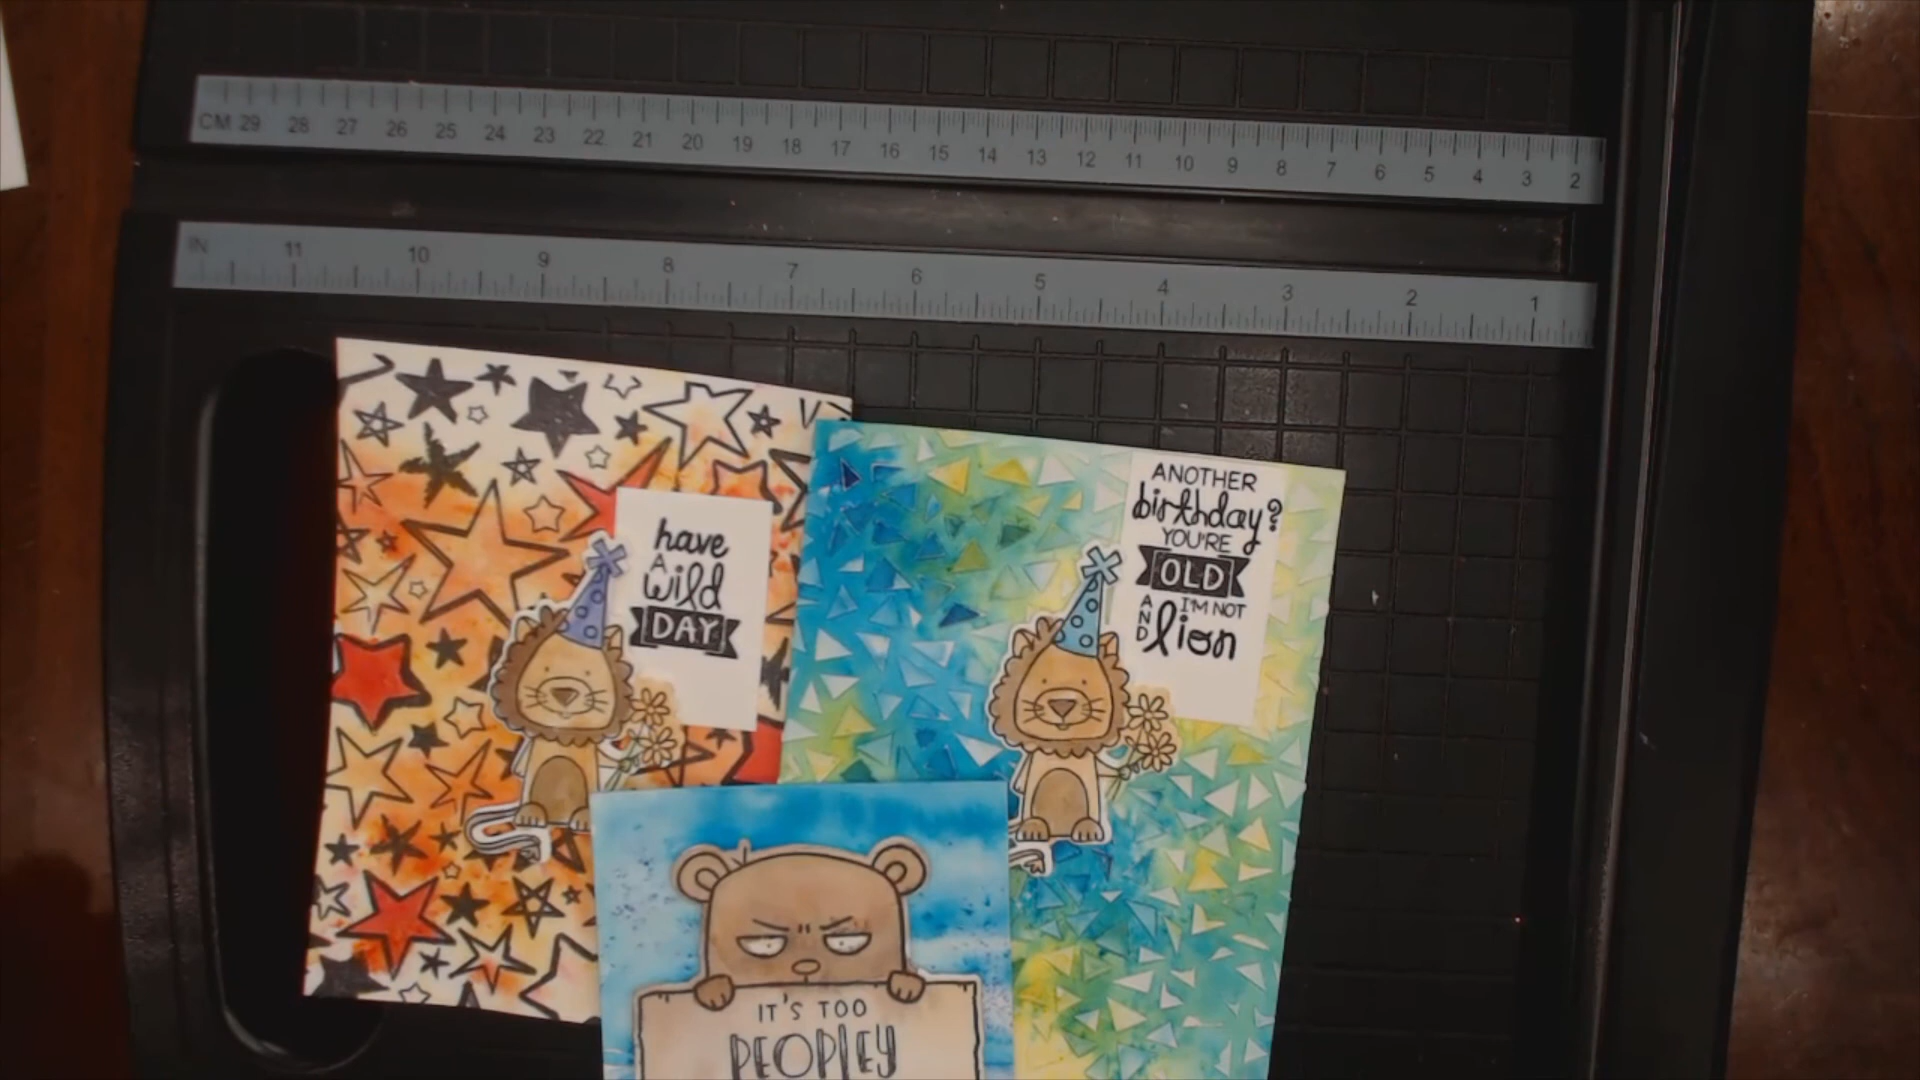 CM 29 28 27 26 25 24 23 22 21 20 19 18 17 16 15 14 13 12 11 10 9 8 7 6 5 4 3 2
IN 11 10 9 8 7 6 5 4 3 2 1
have
A
wild
DAY
ANOTHER
birthday?
YOU'RE
OLD
AND I'M NOT
lion
IT'S TOO
PEOPLEY